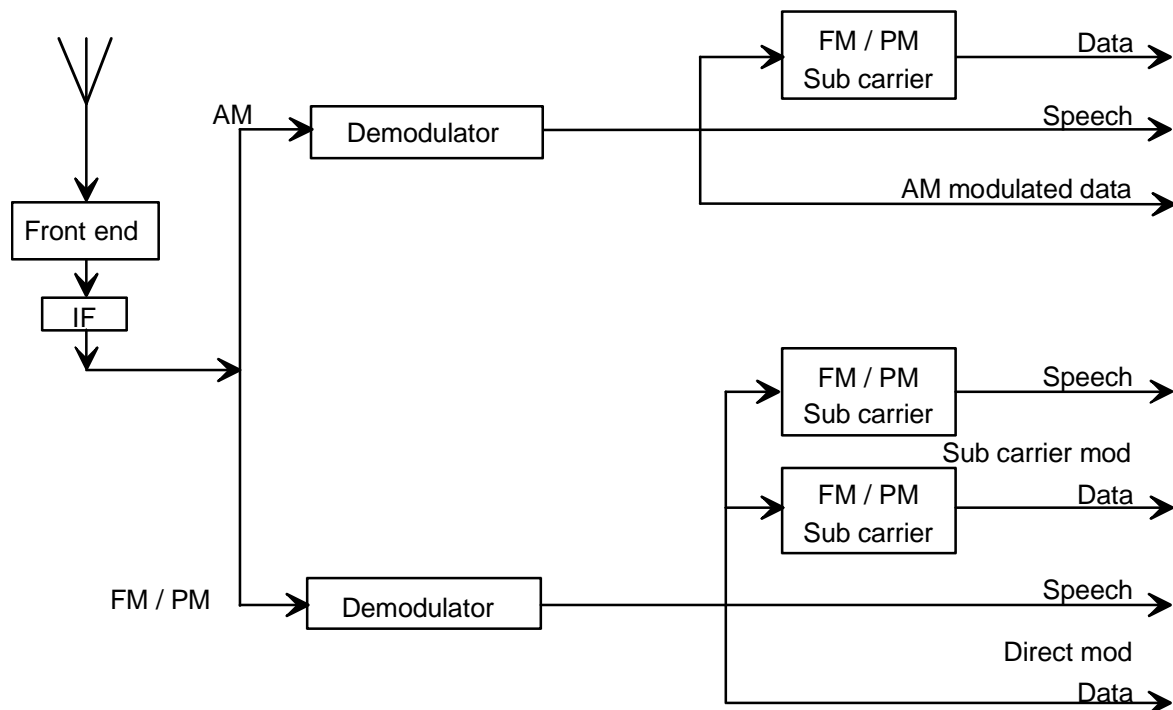 FM / PM
Sub carrier
Data
AM
Demodulator
Speech
AM modulated data
Front end
IF
FM / PM
Sub carrier
Speech
Sub carrier mod
FM / PM
Sub carrier
Data
FM / PM
Demodulator
Speech
Direct mod
Data